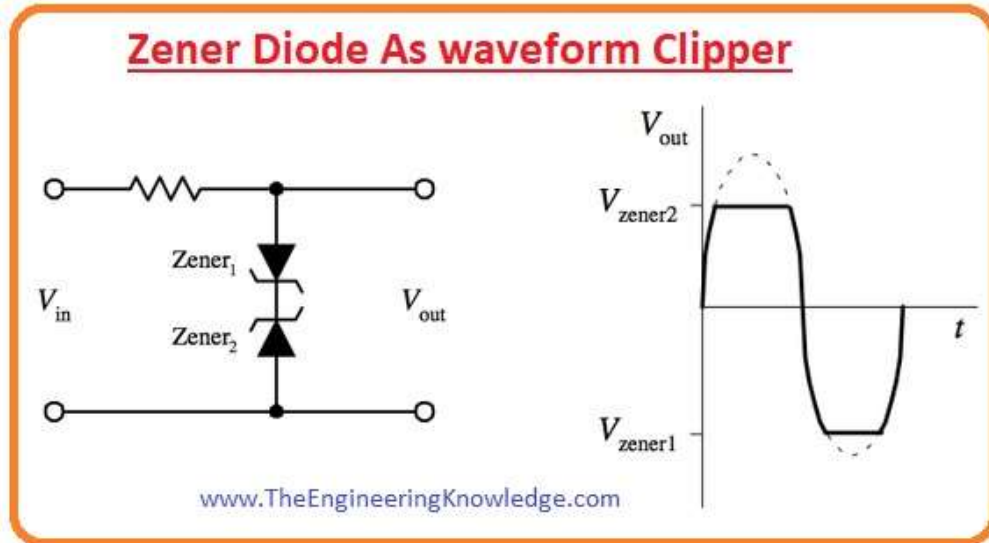 Zener Diode As waveform Clipper
Zener1
Vin
Vout
Zener2
Vout
Vzener2
t
Vzener1
www.TheEngineeringKnowledge.com